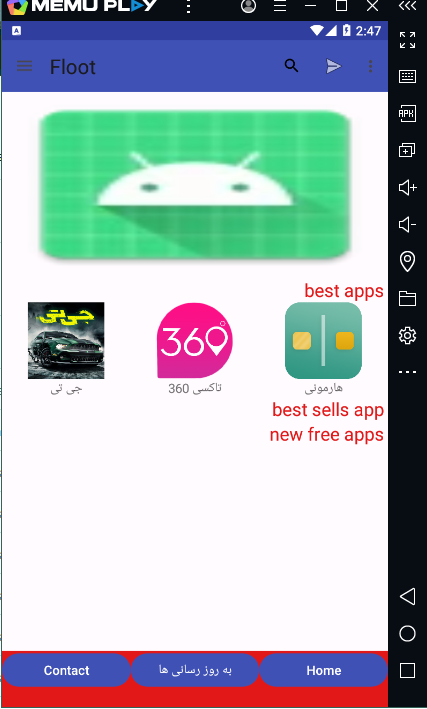 MEMU PLAY
A 2:47
Floot
APK
best apps
جی‌تی
360
هارمونی
تاکسی 360
جی تی
best sells app
new free apps
Contact
به روز رسانی ها
Home